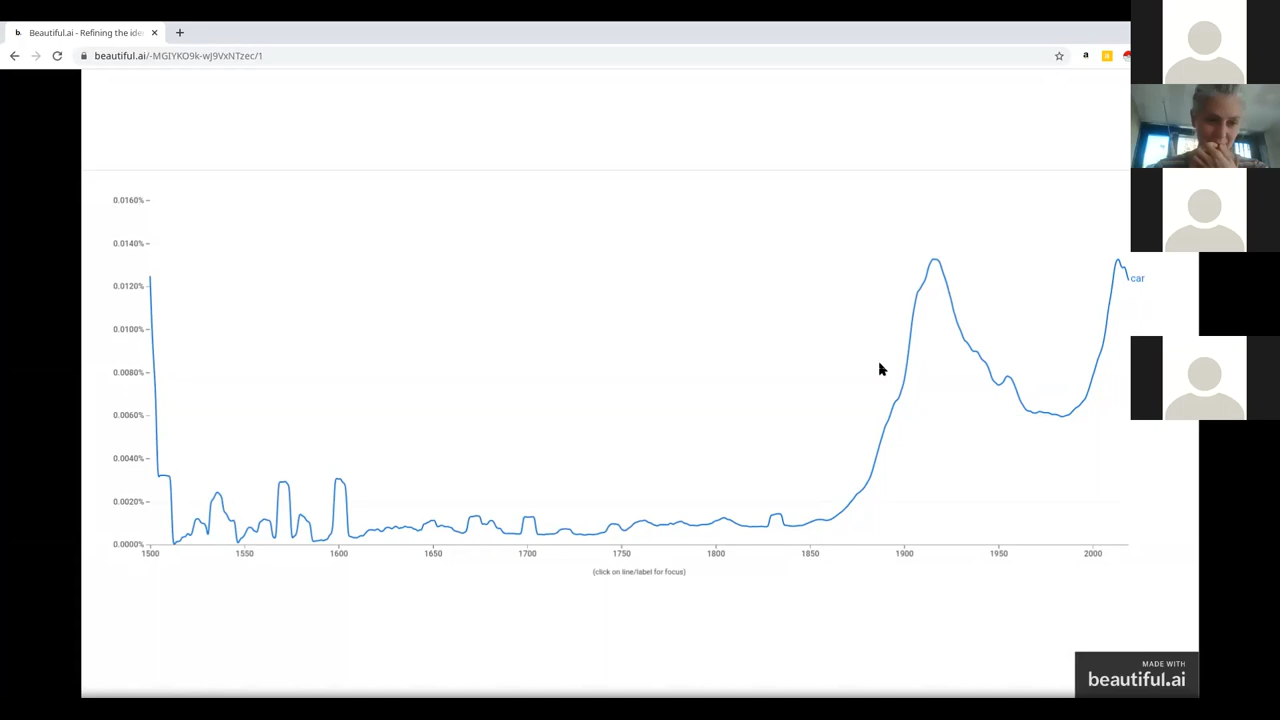 b. Beautiful.ai - Refining the ide
beautiful.ai/-MGIYKO9k-wJ9VxNTzec/1
0.0160%
0.0140%
0.0120%
0.0100%
0.0080%
0.0060%
0.0040%
0.0020%
0.0000%
car
1500 1550 1600 1650 1700 1750 1800 1850 1900 1950 2000
(click on line/label for focus)
MADE WITH
beautiful.ai